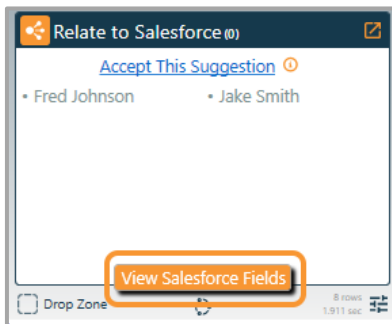 Relate to Salesforce (0)
Accept This Suggestion
• Fred Johnson • Jake Smith
View Salesforce Fields
Drop Zone
8 rows
1.911 sec